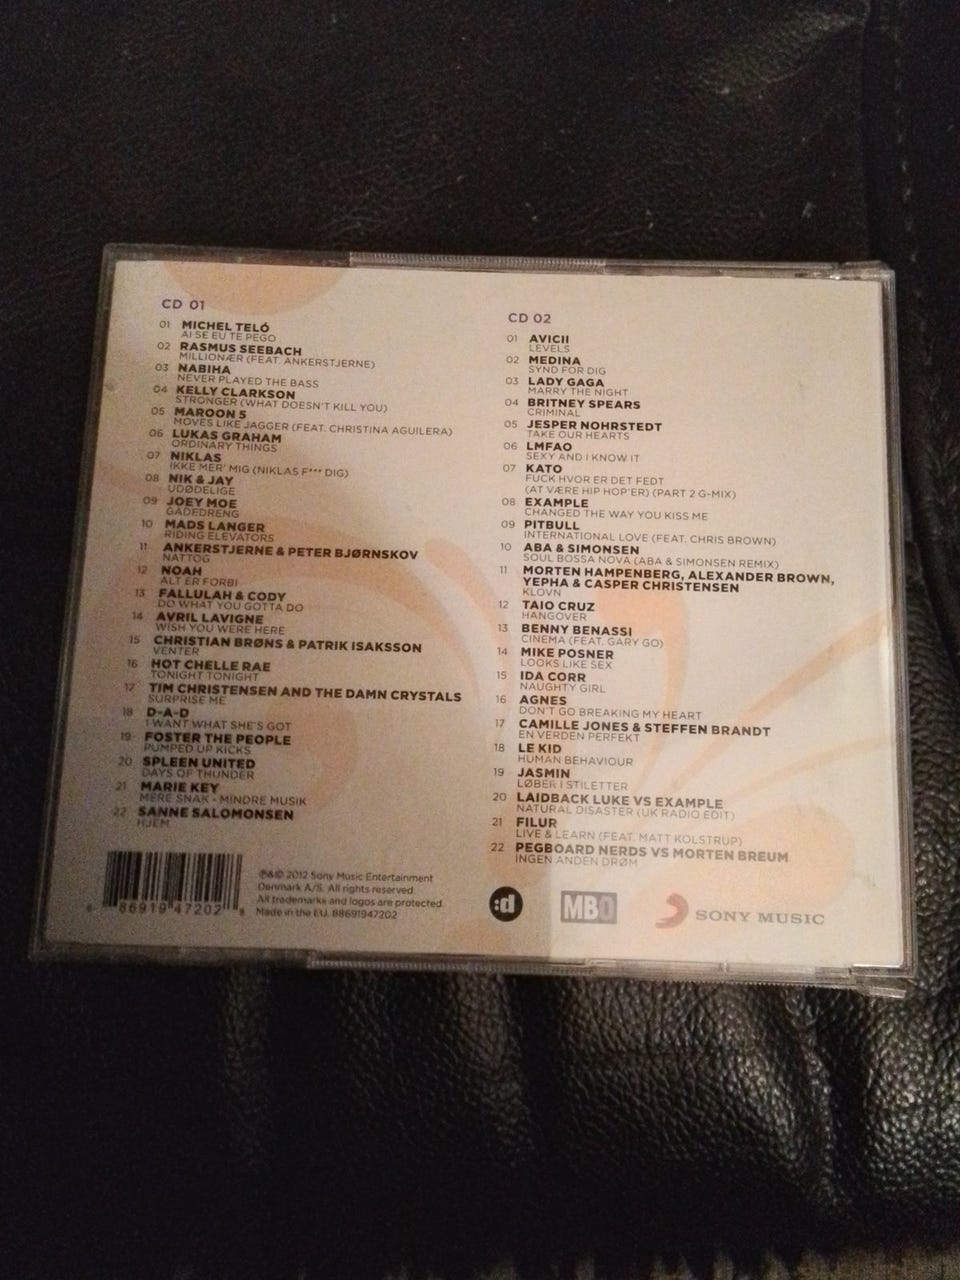 CD 01
01 MICHEL TELÓ
AI SE EU TE PEGO
02 RASMUS SEEBACH
MILLIONÆR (FEAT. ANKERSTJERNE)
03 NABIHA
NEVER PLAYED THE BASS
04 KELLY CLARKSON
STRONGER (WHAT DOESN'T KILL YOU)
05 MAROON 5
MOVES LIKE JAGGER (FEAT. CHRISTINA AGUILERA)
06 LUKAS GRAHAM
ORDINARY THINGS
07 NIKLAS
IKKE MER' MIG (NIKLAS F*** DIG)
08 NIK & JAY
UDØDELIGE
09 JOEY MOE
GADEDRENG
10 MADS LANGER
RIDING ELEVATORS
11 ANKERSTJERNE & PETER BJØRNSKOV
NATTOG
12 NOAH
ALT ER FORBI
13 FALLULAH & CODY
DO WHAT YOU GOTTA DO
14 AVRIL LAVIGNE
WISH YOU WERE HERE
15 CHRISTIAN BRØNS & PATRIK ISAKSSON
VENTER
16 HOT CHELLE RAE
TONIGHT TONIGHT
17 TIM CHRISTENSEN AND THE DAMN CRYSTALS
SURPRISE ME
18 D-A-D
I WANT WHAT SHE'S GOT
19 FOSTER THE PEOPLE
PUMPED UP KICKS
20 SPLEEN UNITED
DAYS OF THUNDER
21 MARIE KEY
MERE SNAK - MINDRE MUSIK
22 SANNE SALOMONSEN
HJEM
CD 02
01 AVICII
LEVELS
02 MEDINA
SYND FOR DIG
03 LADY GAGA
MARRY THE NIGHT
04 BRITNEY SPEARS
CRIMINAL
05 JESPER NOHRSTEDT
TAKE OUR HEARTS
06 LMFAO
SEXY AND I KNOW IT
07 KATO
FUCK HVOR ER DET FEDT
(AT VÆRE HIP HOP'ER) (PART 2 G-MIX)
08 EXAMPLE
CHANGED THE WAY YOU KISS ME
09 PITBULL
INTERNATIONAL LOVE (FEAT. CHRIS BROWN)
10 ABA & SIMONSEN
SOUL BOSSA NOVA (ABA & SIMONSEN REMIX)
11 MORTEN HAMPENBERG, ALEXANDER BROWN,
YEPHA & CASPER CHRISTENSEN
KLOVN
12 TAIO CRUZ
HANGOVER
13 BENNY BENASSI
CINEMA (FEAT. GARY GO)
14 MIKE POSNER
LOOKS LIKE SEX
15 IDA CORR
NAUGHTY GIRL
16 AGNES
DON'T GO BREAKING MY HEART
17 CAMILLE JONES & STEFFEN BRANDT
EN VERDEN PERFEKT
18 LE KID
HUMAN BEHAVIOUR
19 JASMIN
LØBER I STILETTER
20 LAIDBACK LUKE VS EXAMPLE
NATURAL DISASTER (UK RADIO EDIT)
21 FILUR
LIVE & LEARN (FEAT. MATT KOLSTRUP)
22 PEGBOARD NERDS VS MORTEN BREUM
INGEN ANDEN DRØM
6 86919 47202 8
℗&© 2012 Sony Music Entertainment
Denmark A/S. All rights reserved.
All trademarks and logos are protected.
Made in the EU. 88691947202
:d
MBO
SONY MUSIC